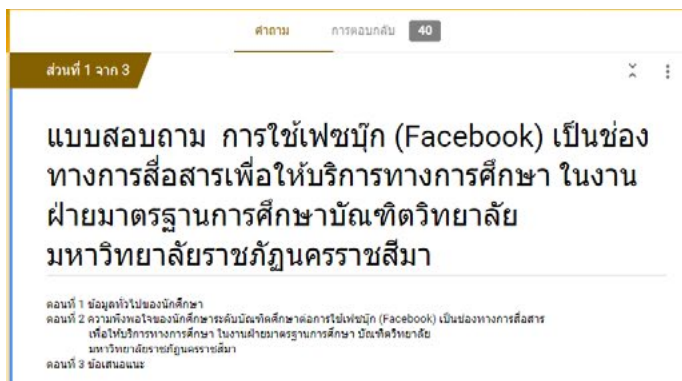 คำถาม การตอบกลับ 40
ส่วนที่ 1 จาก 3
แบบสอบถาม การใช้เฟซบุ๊ก (Facebook) เป็นช่อง
ทางการสื่อสารเพื่อให้บริการทางการศึกษา ในงาน
ฝ่ายมาตรฐานการศึกษาบัณฑิตวิทยาลัย
มหาวิทยาลัยราชภัฏนครราชสีมา
ตอนที่ 1 ข้อมูลทั่วไปของนักศึกษา
ตอนที่ 2 ความพึงพอใจของนักศึกษาระดับบัณฑิตศึกษาต่อการใช้เฟซบุ๊ก (Facebook) เป็นช่องทางการสื่อสาร
เพื่อให้บริการทางการศึกษา ในงานฝ่ายมาตรฐานการศึกษา บัณฑิตวิทยาลัย
มหาวิทยาลัยราชภัฏนครราชสีมา
ตอนที่ 3 ข้อเสนอแนะ